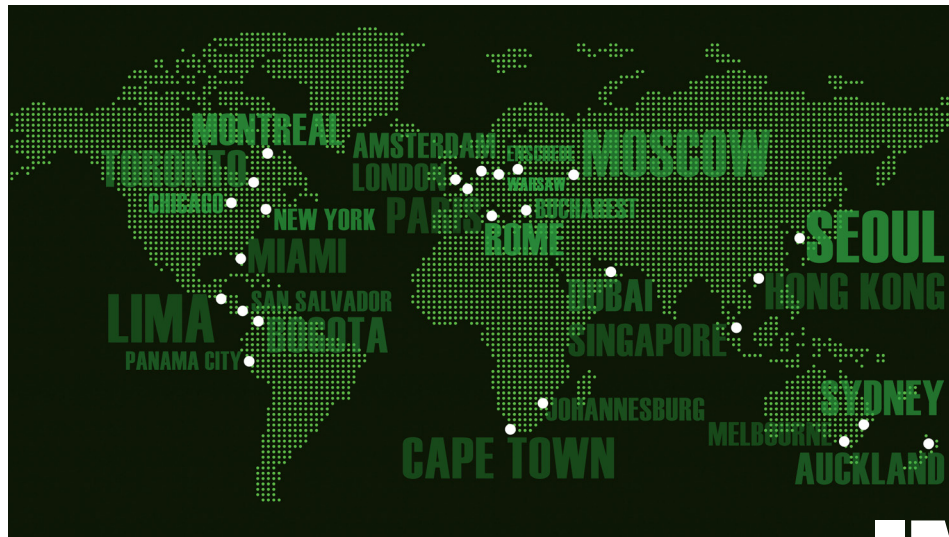 MONTREAL
AMSTERDAM
MOSCOW
ENSCHEDE
TORONTO
LONDON
WARSAW
CHICAGO
PARIS
BUCHAREST
NEW YORK
ROME
SEOUL
MIAMI
DUBAI
HONG KONG
SAN SALVADOR
LIMA
BOGOTA
SINGAPORE
PANAMA CITY
SYDNEY
JOHANNESBURG
MELBOURNE
CAPE TOWN
AUCKLAND